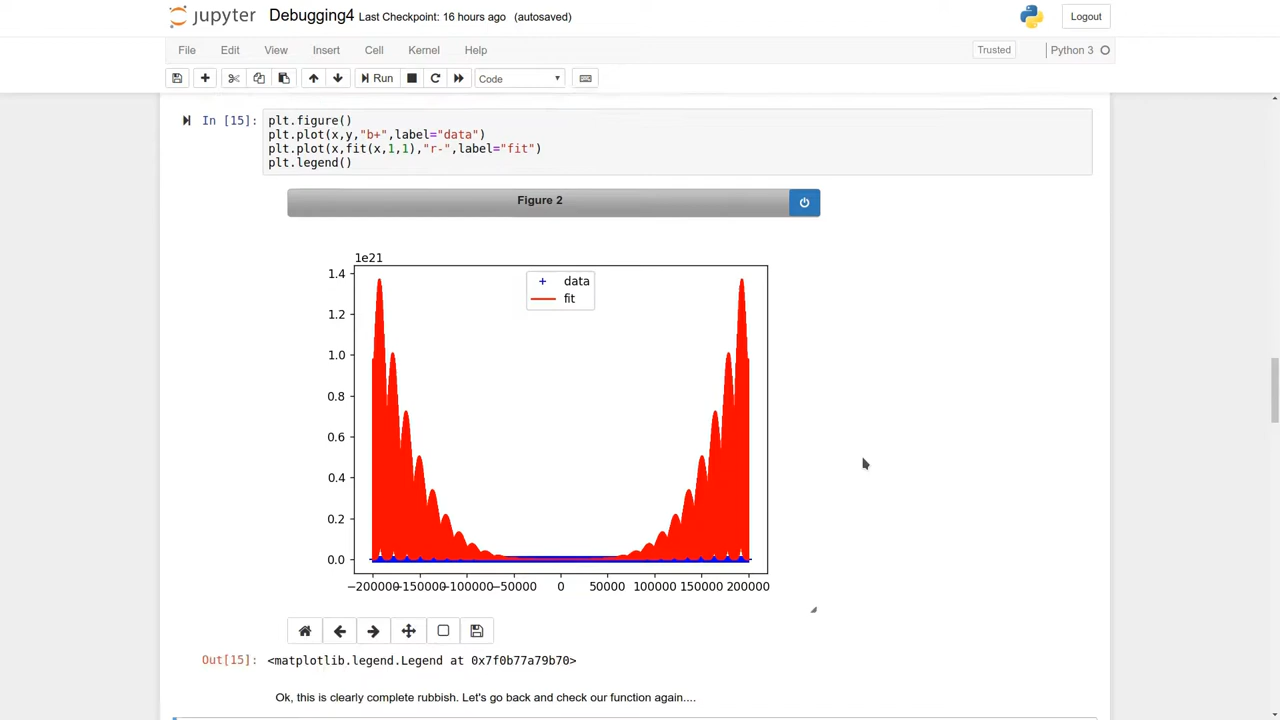 jupyter Debugging4 Last Checkpoint: 16 hours ago (autosaved) Logout
File Edit View Insert Cell Kernel Help Trusted Python 3
Run Code
In [15]: plt.figure()
plt.plot(x,y,"b+",label="data")
plt.plot(x,fit(x,1,1),"r-",label="fit")
plt.legend()
Figure 2
1e21
data
fit
1.4
1.2
1.0
0.8
0.6
0.4
0.2
0.0
−200000 −150000 −100000 −50000 0 50000 100000 150000 200000
Out[15]: <matplotlib.legend.Legend at 0x7f0b77a79b70>
Ok, this is clearly complete rubbish. Let's go back and check our function again....